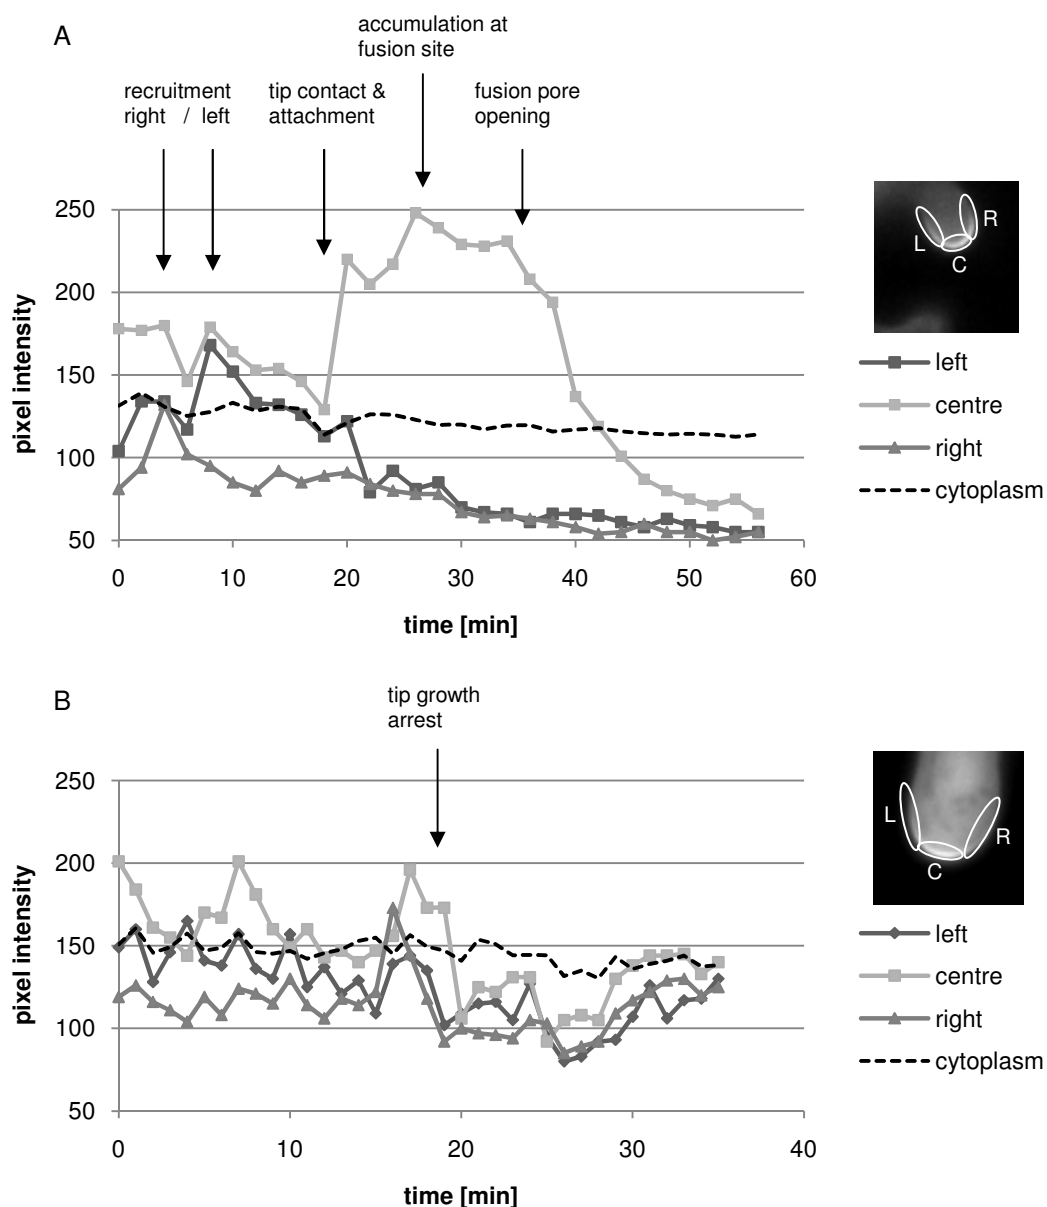 A
accumulation at
fusion site
recruitment
right / left
tip contact &
attachment
fusion pore
opening
250
200
150
100
50
0 10 20 30 40 50 60
pixel intensity
time [min]
L
R
C
left
centre
right
cytoplasm
B
tip growth
arrest
250
200
150
100
50
0 10 20 30 40
pixel intensity
time [min]
L
R
C
left
centre
right
cytoplasm